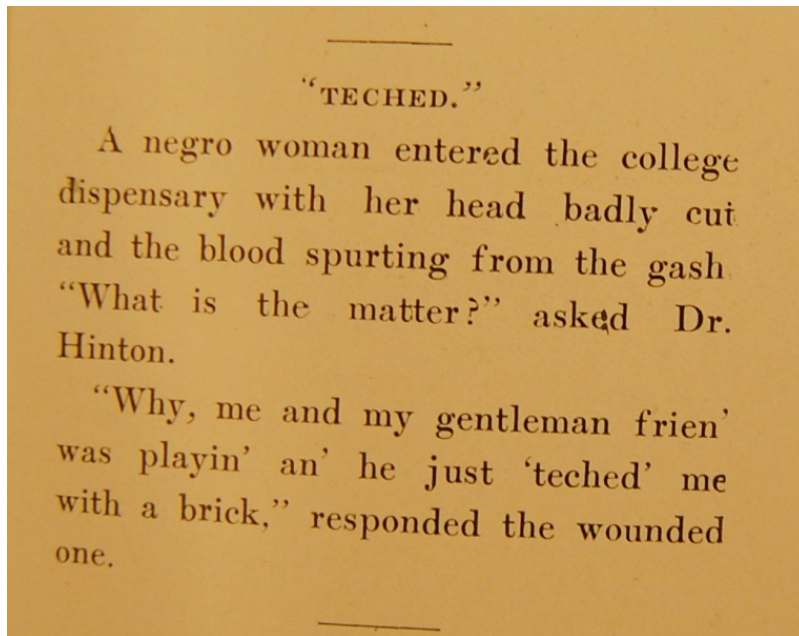 "TECHED."
A negro woman entered the college
dispensary with her head badly cut
and the blood spurting from the gash
"What is the matter?" asked Dr.
Hinton.
"Why, me and my gentleman frien'
was playin' an' he just 'teched' me
with a brick," responded the wounded
one.